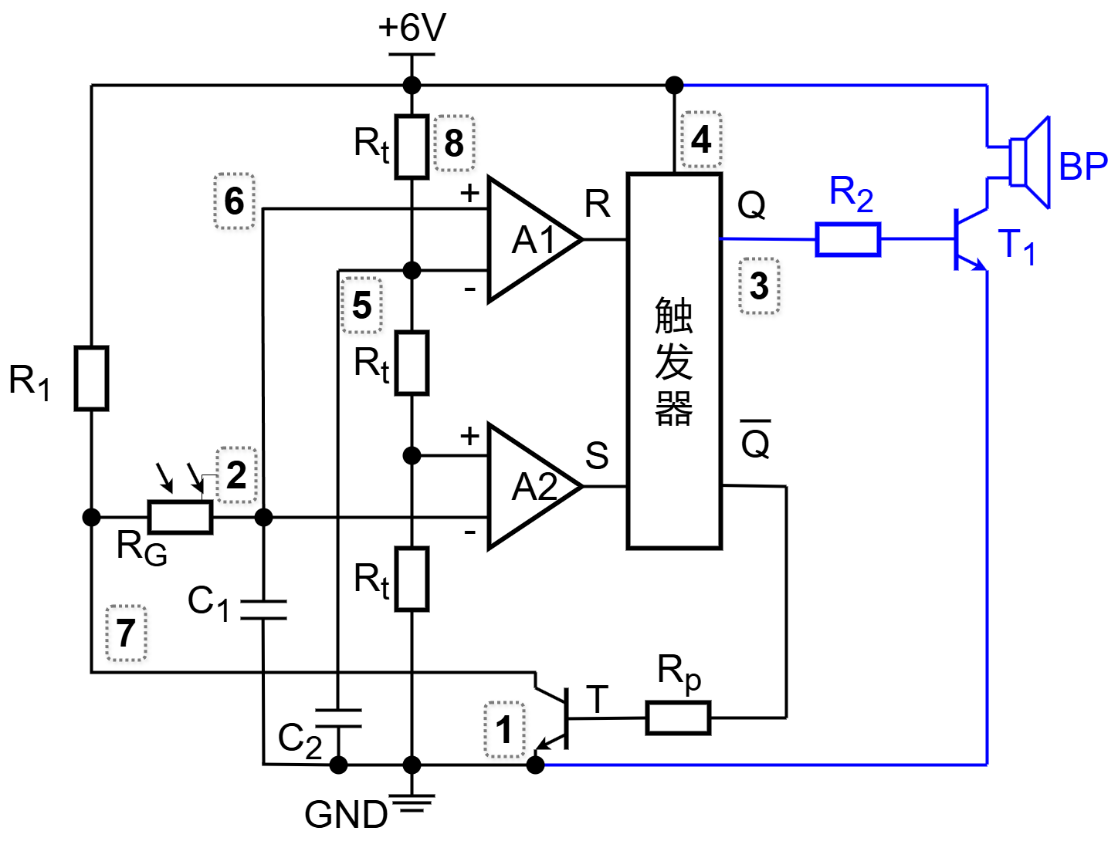 +6V
Rt
8
4
BP
6
+
A1
R
Q
R2
T1
-
5
3
触
发
器
R1
Rt
+
A2
S
Q̅
2
RG
-
Rt
C1
7
Rp
T
1
C2
GND